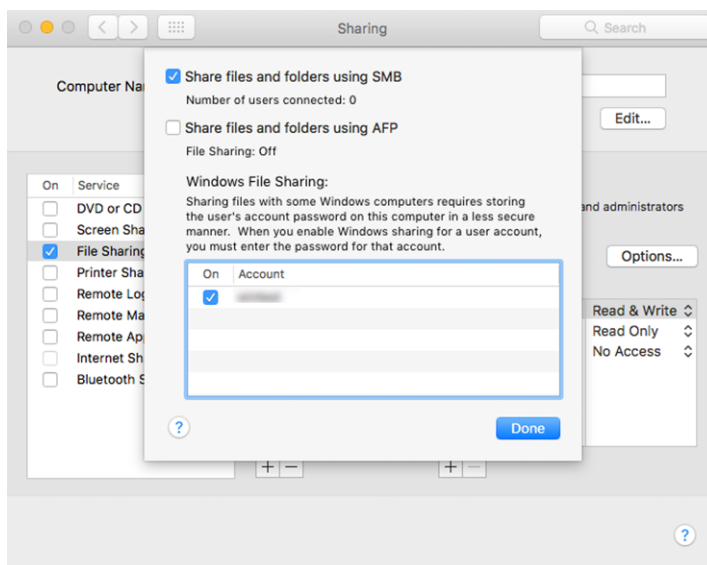 Sharing
Search
Computer Na
Edit...
Share files and folders using SMB
Number of users connected: 0
Share files and folders using AFP
File Sharing: Off
Windows File Sharing:
Sharing files with some Windows computers requires storing
the user's account password on this computer in a less secure
manner. When you enable Windows sharing for a user account,
you must enter the password for that account.
On Account
?
Done
On Service
DVD or CD
Screen Sha
File Sharing
Printer Sha
Remote Log
Remote Ma
Remote Ap
Internet Sh
Bluetooth S
and administrators
Options...
Read & Write
Read Only
No Access
+ −
+ −
?